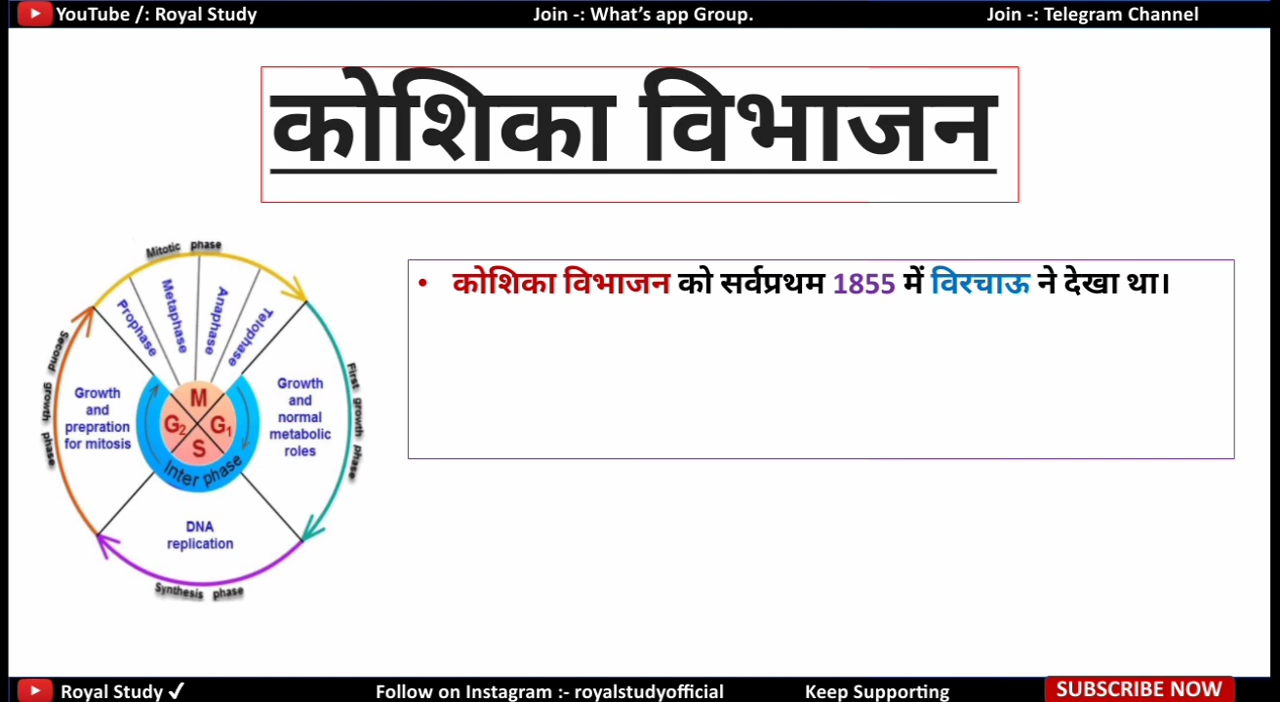 YouTube /: Royal Study
Join -: What’s app Group.
Join -: Telegram Channel
कोशिका विभाजन
Mitotic phase
Prophase
Metaphase
Anaphase
Telophase
Second growth phase
Growth
and
prepration
for mitosis
M
G₂
G₁
S
Inter phase
Growth
and
normal
metabolic
roles
First growth phase
DNA
replication
Synthesis phase
• कोशिका विभाजन को सर्वप्रथम 1855 में विरचाऊ ने देखा था।
Royal Study ✓
Follow on Instagram :- royalstudyofficial
Keep Supporting
SUBSCRIBE NOW